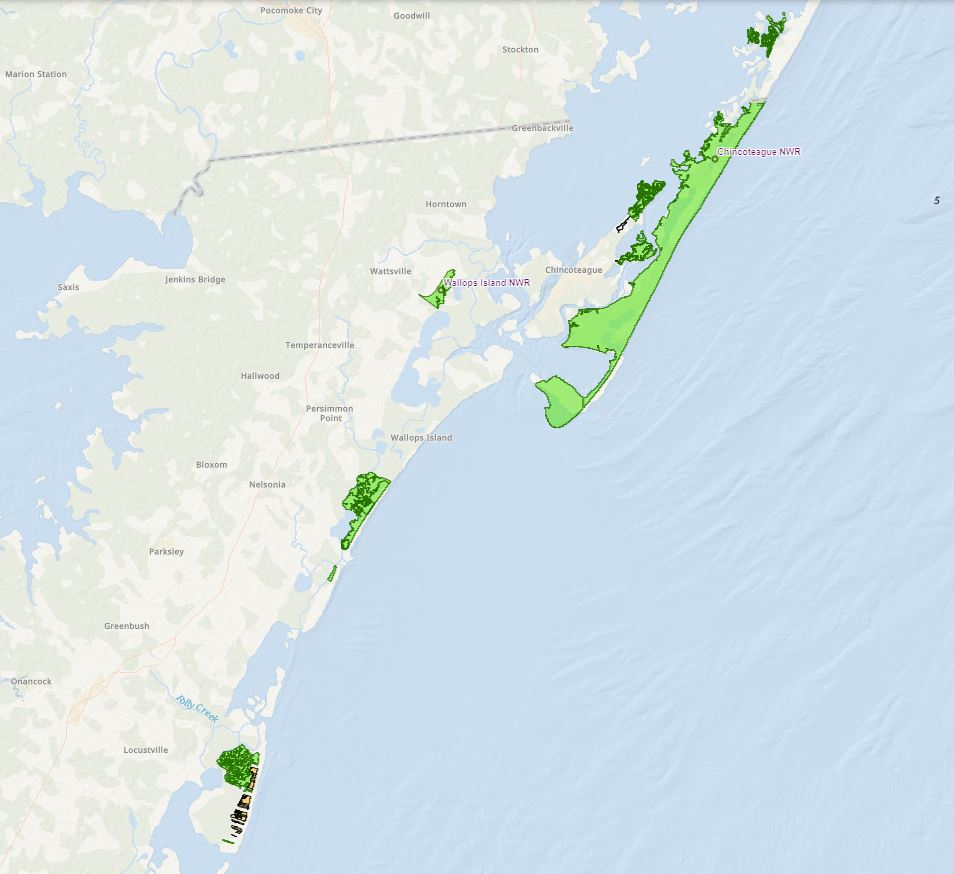 Pocomoke City
Goodwill
Stockton
Marion Station
Greenbackville
Chincoteague NWR
5
Horntown
Wattsville
Chincoteague
Jenkins Bridge
Wallops Island NWR
Saxis
Temperanceville
Hallwood
Persimmon
Point
Wallops Island
Bloxom
Nelsonia
Parksley
Greenbush
Onancock
Folly Creek
Locustville